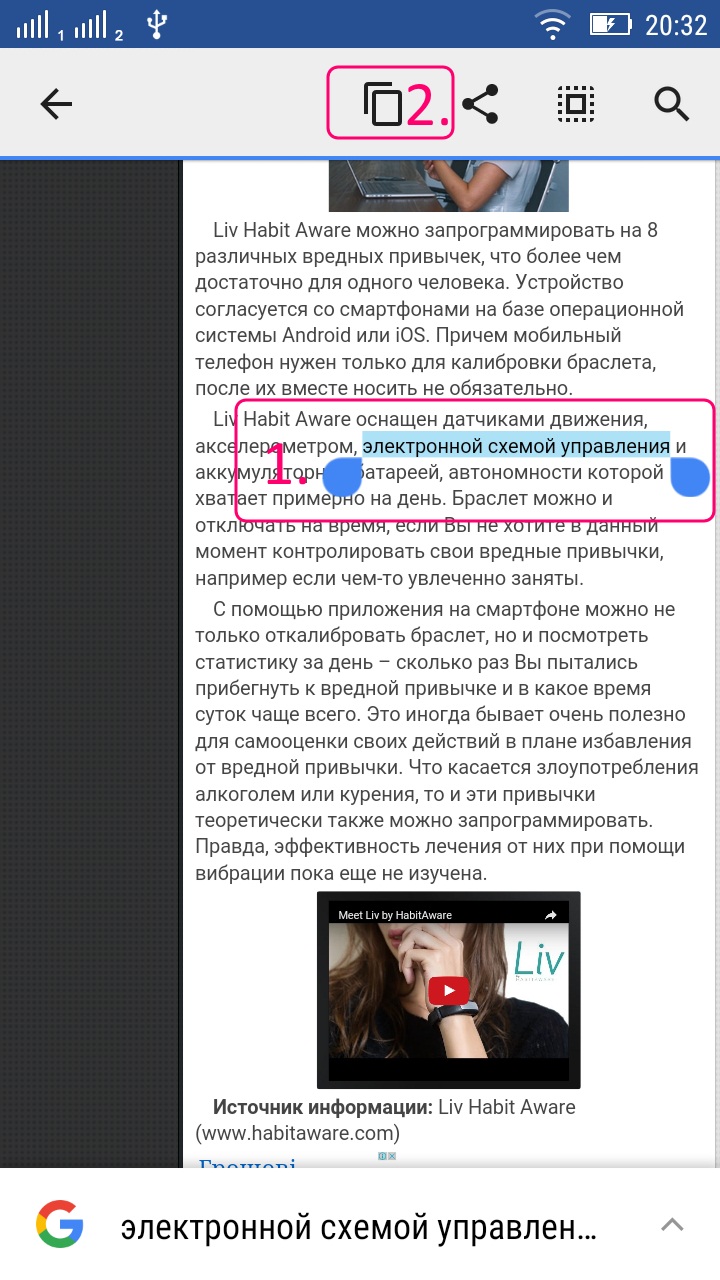 1 2 20:32
2.
Liv Habit Aware можно запрограммировать на 8
различных вредных привычек, что более чем
достаточно для одного человека. Устройство
согласуется со смартфонами на базе операционной
системы Android или iOS. Причем мобильный
телефон нужен только для калибровки браслета,
после их вместе носить не обязательно.
Liv Habit Aware оснащен датчиками движения,
акселерометром, электронной схемой управления и
1.
аккумуляторной батареей, автономности которой
хватает примерно на день. Браслет можно и
отключать на время, если Вы не хотите в данный
момент контролировать свои вредные привычки,
например если чем-то увлеченно заняты.
С помощью приложения на смартфоне можно не
только откалибровать браслет, но и посмотреть
статистику за день – сколько раз Вы пытались
прибегнуть к вредной привычке и в какое время
суток чаще всего. Это иногда бывает очень полезно
для самооценки своих действий в плане избавления
от вредной привычки. Что касается злоупотребления
алкоголем или курения, то и эти привычки
теоретически также можно запрограммировать.
Правда, эффективность лечения от них при помощи
вибрации пока еще не изучена.
Meet Liv by HabitAware
Liv
HabitAware
Источник информации: Liv Habit Aware
(www.habitaware.com)
Грошові
электронной схемой управлен...